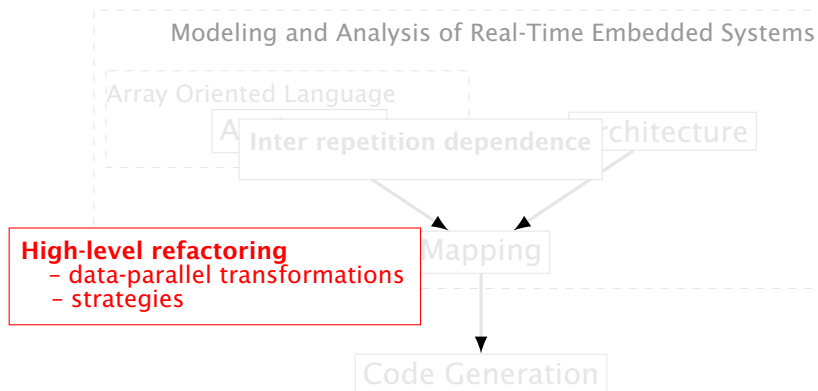 Modeling and Analysis of Real-Time Embedded Systems
Array Oriented Language
Inter repetition dependence
rchitecture
High-level refactoring
– data-parallel transformations
– strategies
Mapping
Code Generation